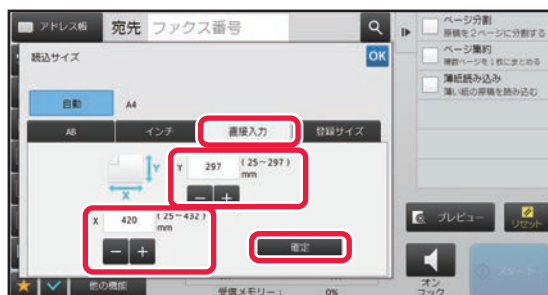 アドレス帳 宛先 ファクス番号
ページ分割
原稿を2ページに分割する
読込サイズ OK
ページ集約
複数ページを1枚にまとめる
薄紙読み込み
薄い紙の原稿を読み込む
自動 A4
AB インチ 直接入力 登録サイズ
Y Y 297 (25~297)
mm
X
X 420 (25~432)
mm
確定
プレビュー
リセット
他の機能
受信メモリー: 0%
オン
フック
スタート